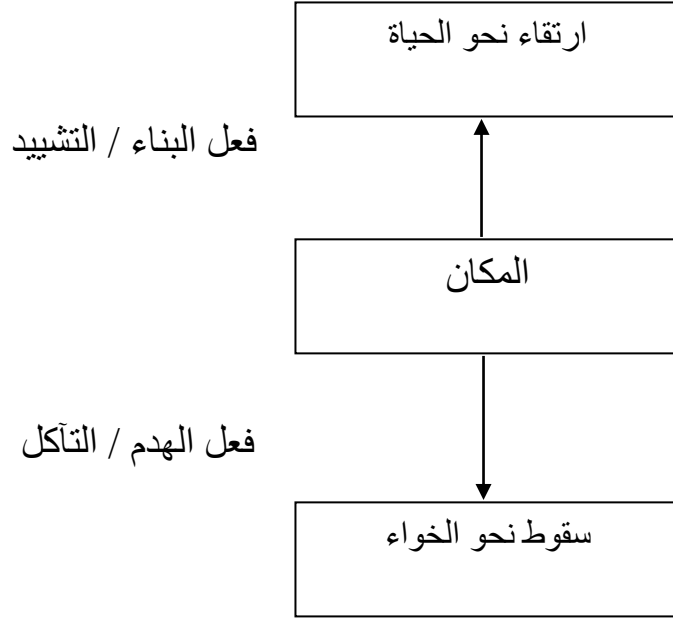 ارتقاء نحو الحياة
فعل البناء / التشييد
المكان
فعل الهدم / التآكل
سقوط نحو الخواء